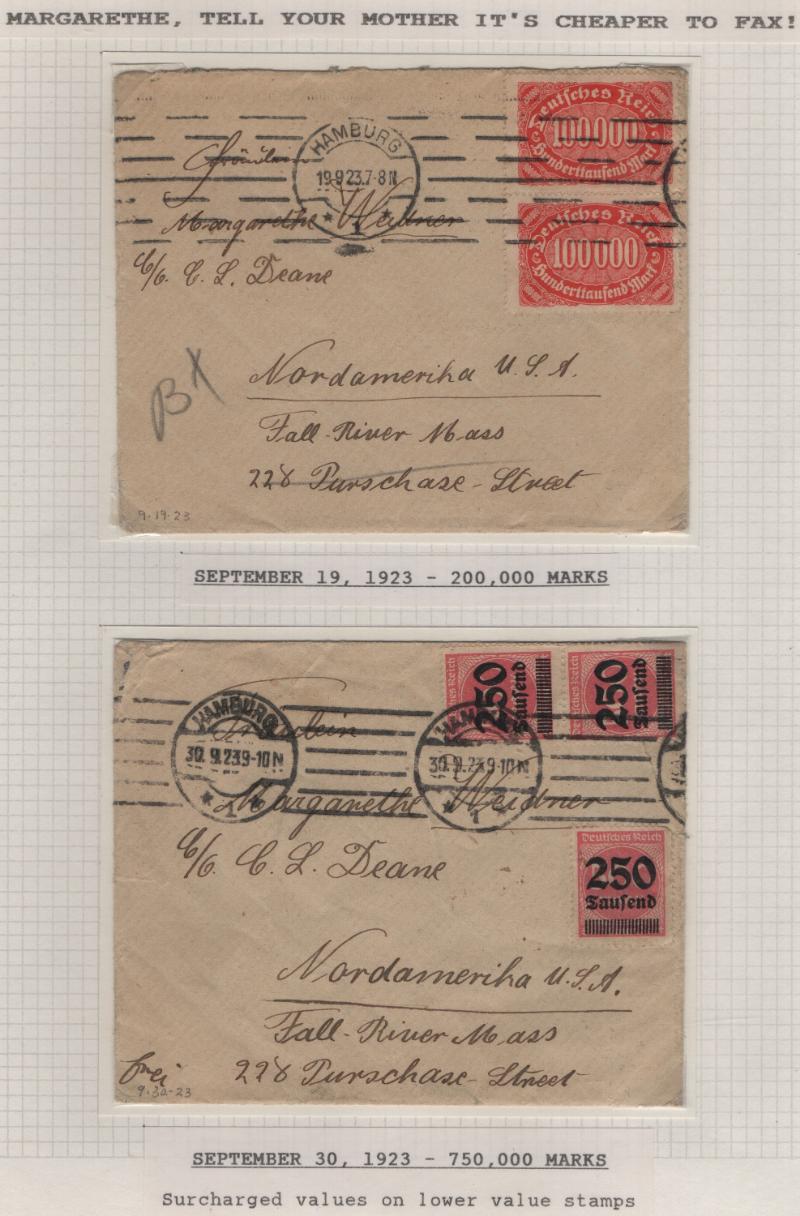 MARGARETHE, TELL YOUR MOTHER IT'S CHEAPER TO FAX!
Deutsches Reich
100000
Hunderttausend Mark
HAMBURG
19.9.23.7-8N
* 1 *
Fräulein
Margarethe Weidner
Deutsches Reich
100000
Hunderttausend Mark
C/o. C. L. Deane
Nordamerika U.S.A.
Fall-River Mass
228 Purschase-Street
9.19.23
SEPTEMBER 19, 1923 - 200,000 MARKS
Deutsches Reich
250
Tausend
Deutsches Reich
250
Tausend
HAMBURG
30.9.23.9-10N
* 1 *
HAM
30.9.23.9-10N
* 1
Fräulein
Margarethe Weidner
Deutsches Reich
250
Tausend
C/o. C. L. Deane
Nordamerika U.S.A.
Fall-River Mass
228 Purschase-Street
frei
9-30-23
SEPTEMBER 30, 1923 - 750,000 MARKS
Surcharged values on lower value stamps